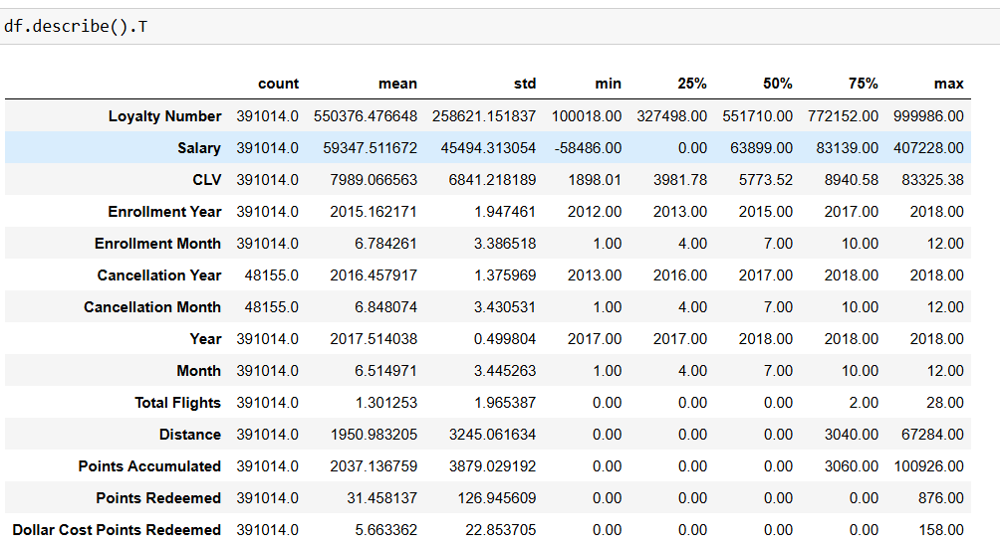 df.describe().T
count mean std min 25% 50% 75% max
Loyalty Number 391014.0 550376.476648 258621.151837 100018.00 327498.00 551710.00 772152.00 999986.00
Salary 391014.0 59347.511672 45494.313054 -58486.00 0.00 63899.00 83139.00 407228.00
CLV 391014.0 7989.066563 6841.218189 1898.01 3981.78 5773.52 8940.58 83325.38
Enrollment Year 391014.0 2015.162171 1.947461 2012.00 2013.00 2015.00 2017.00 2018.00
Enrollment Month 391014.0 6.784261 3.386518 1.00 4.00 7.00 10.00 12.00
Cancellation Year 48155.0 2016.457917 1.375969 2013.00 2016.00 2017.00 2018.00 2018.00
Cancellation Month 48155.0 6.848074 3.430531 1.00 4.00 7.00 10.00 12.00
Year 391014.0 2017.514038 0.499804 2017.00 2017.00 2018.00 2018.00 2018.00
Month 391014.0 6.514971 3.445263 1.00 4.00 7.00 10.00 12.00
Total Flights 391014.0 1.301253 1.965387 0.00 0.00 0.00 2.00 28.00
Distance 391014.0 1950.983205 3245.061634 0.00 0.00 0.00 3040.00 67284.00
Points Accumulated 391014.0 2037.136759 3879.029192 0.00 0.00 0.00 3060.00 100926.00
Points Redeemed 391014.0 31.458137 126.945609 0.00 0.00 0.00 0.00 876.00
Dollar Cost Points Redeemed 391014.0 5.663362 22.853705 0.00 0.00 0.00 0.00 158.00